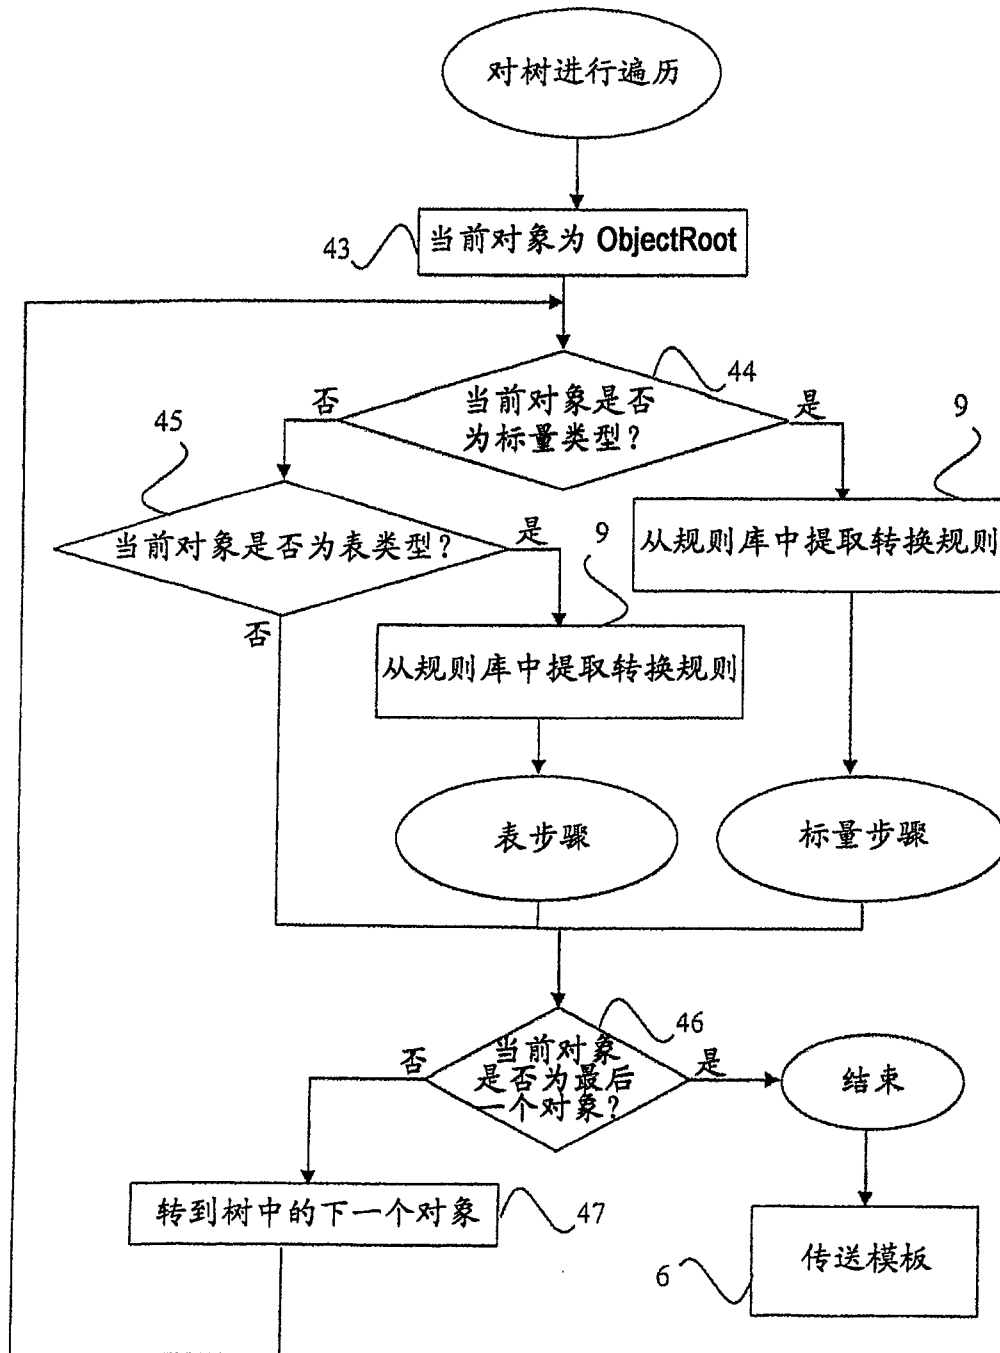 对树进行遍历
当前对象为 ObjectRoot
43
44
当前对象是否
为标量类型？
否
是
45
9
当前对象是否为表类型？
是
9
从规则库中提取转换规则
否
从规则库中提取转换规则
表步骤
标量步骤
46
当前对象
是否为最后
一个对象？
否
是
结束
转到树中的下一个对象
47
传送模板
6